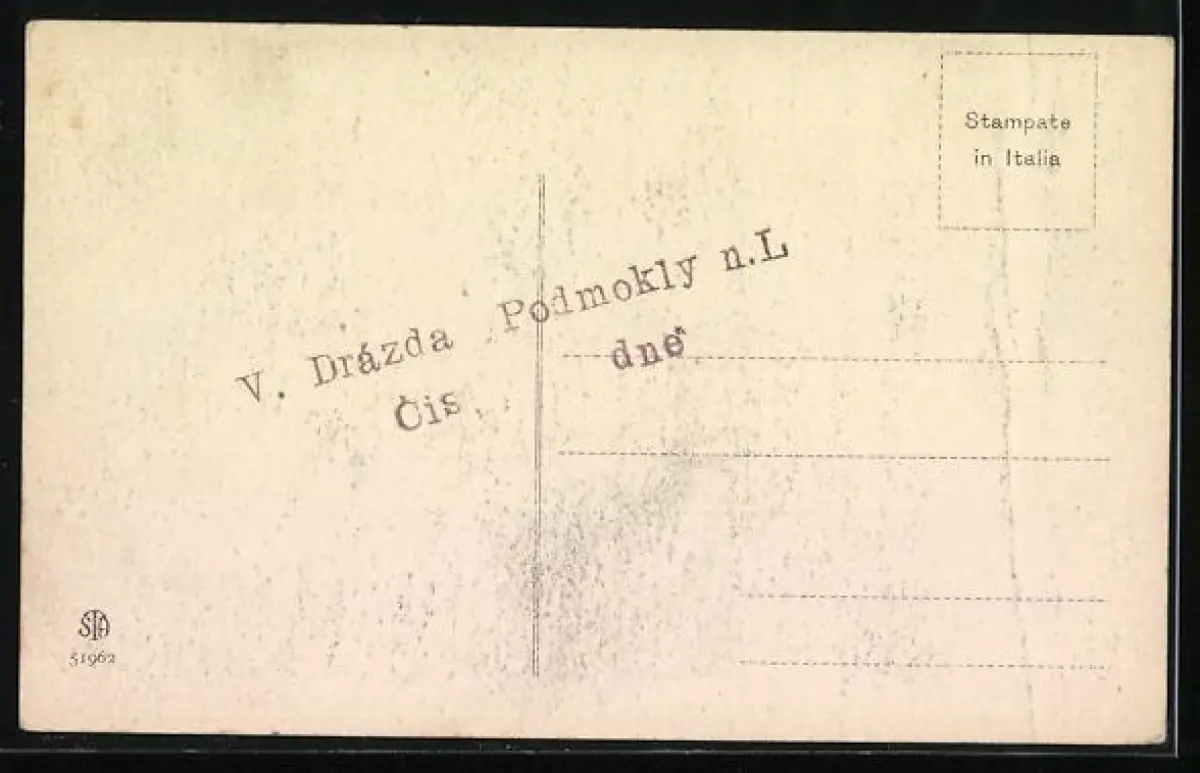 Stampate
in Italia
V. Drázda Podmokly n.L
Čis dne
STA
51962